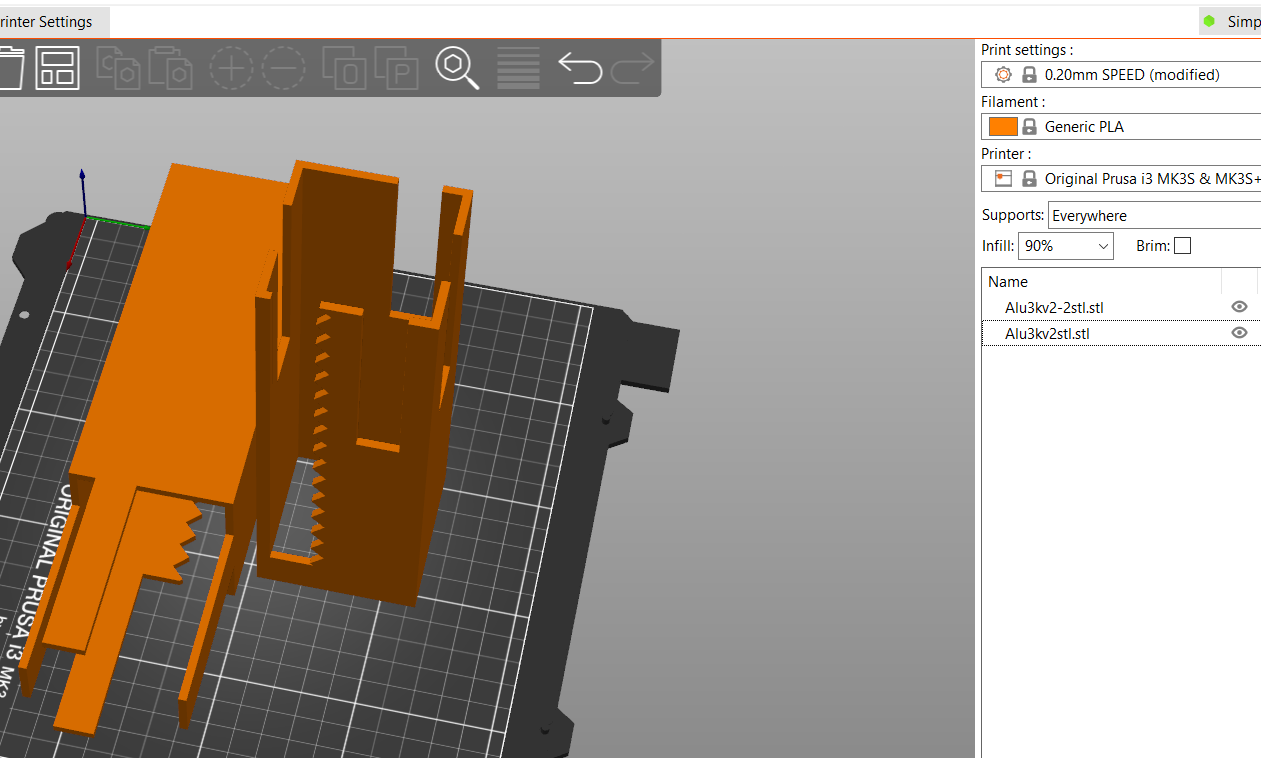 rinter Settings
Simp
Print settings :
0.20mm SPEED (modified)
Filament :
Generic PLA
Printer :
Original Prusa i3 MK3S & MK3S+
Supports: Everywhere
Infill: 90% Brim:
Name
Alu3kv2-2stl.stl
Alu3kv2stl.stl
ORIGINAL PRUSA i3 MK3